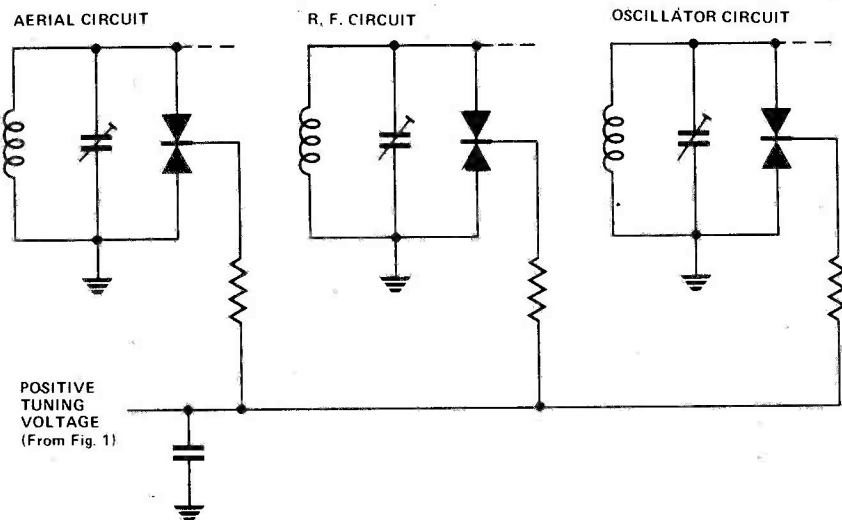 AERIAL CIRCUIT
R. F. CIRCUIT
OSCILLATOR CIRCUIT
POSITIVE
TUNING
VOLTAGE
(From Fig. 1)